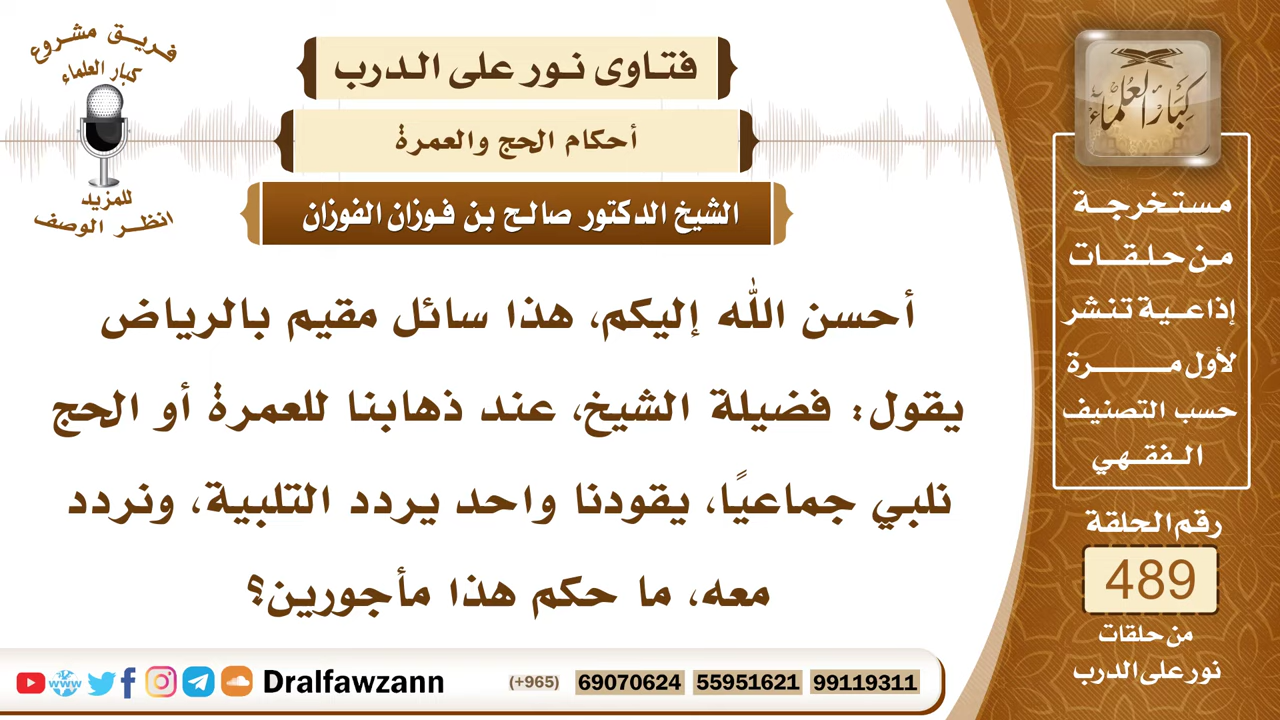 فتاوى نور على الدرب
أحكام الحج والعمرة
الشيخ الدكتور صالح بن فوزان الفوزان
أحسن الله إليكم، هذا سائل مقيم بالرياض
يقول: فضيلة الشيخ، عند ذهابنا للعمرة أو الحج
نلبي جماعيًا، يقودنا واحد يردد التلبية، ونردد
معه، ما حكم هذا مأجورين؟
كبار العلماء
مستخرجة
من حلقات
إذاعية تنشر
لأول مرة
حسب التصنيف
الفقهي
رقم الحلقة
489
من حلقات
نور على الدرب
فريق مشروع
كبار العلماء
للمزيد
انظر الوصف
www
Dralfawzann
(+965) 69070624 55951621 99119311